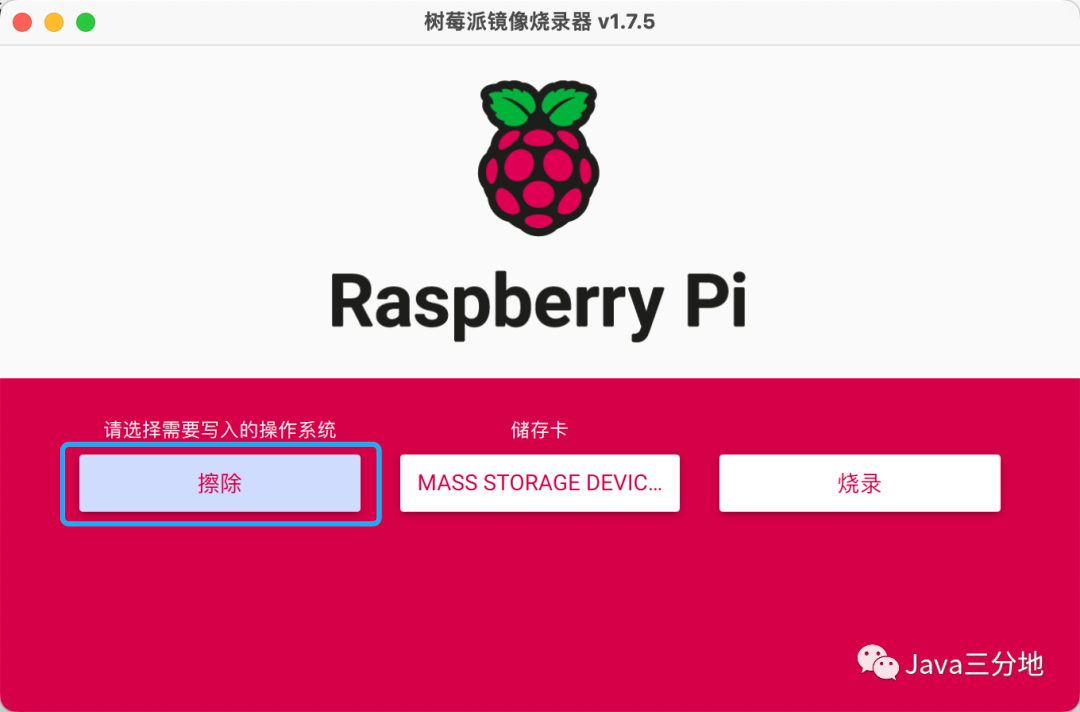 树莓派镜像烧录器 v1.7.5
Raspberry Pi
请选择需要写入的操作系统
储存卡
擦除
MASS STORAGE DEVIC...
烧录
Java三分地